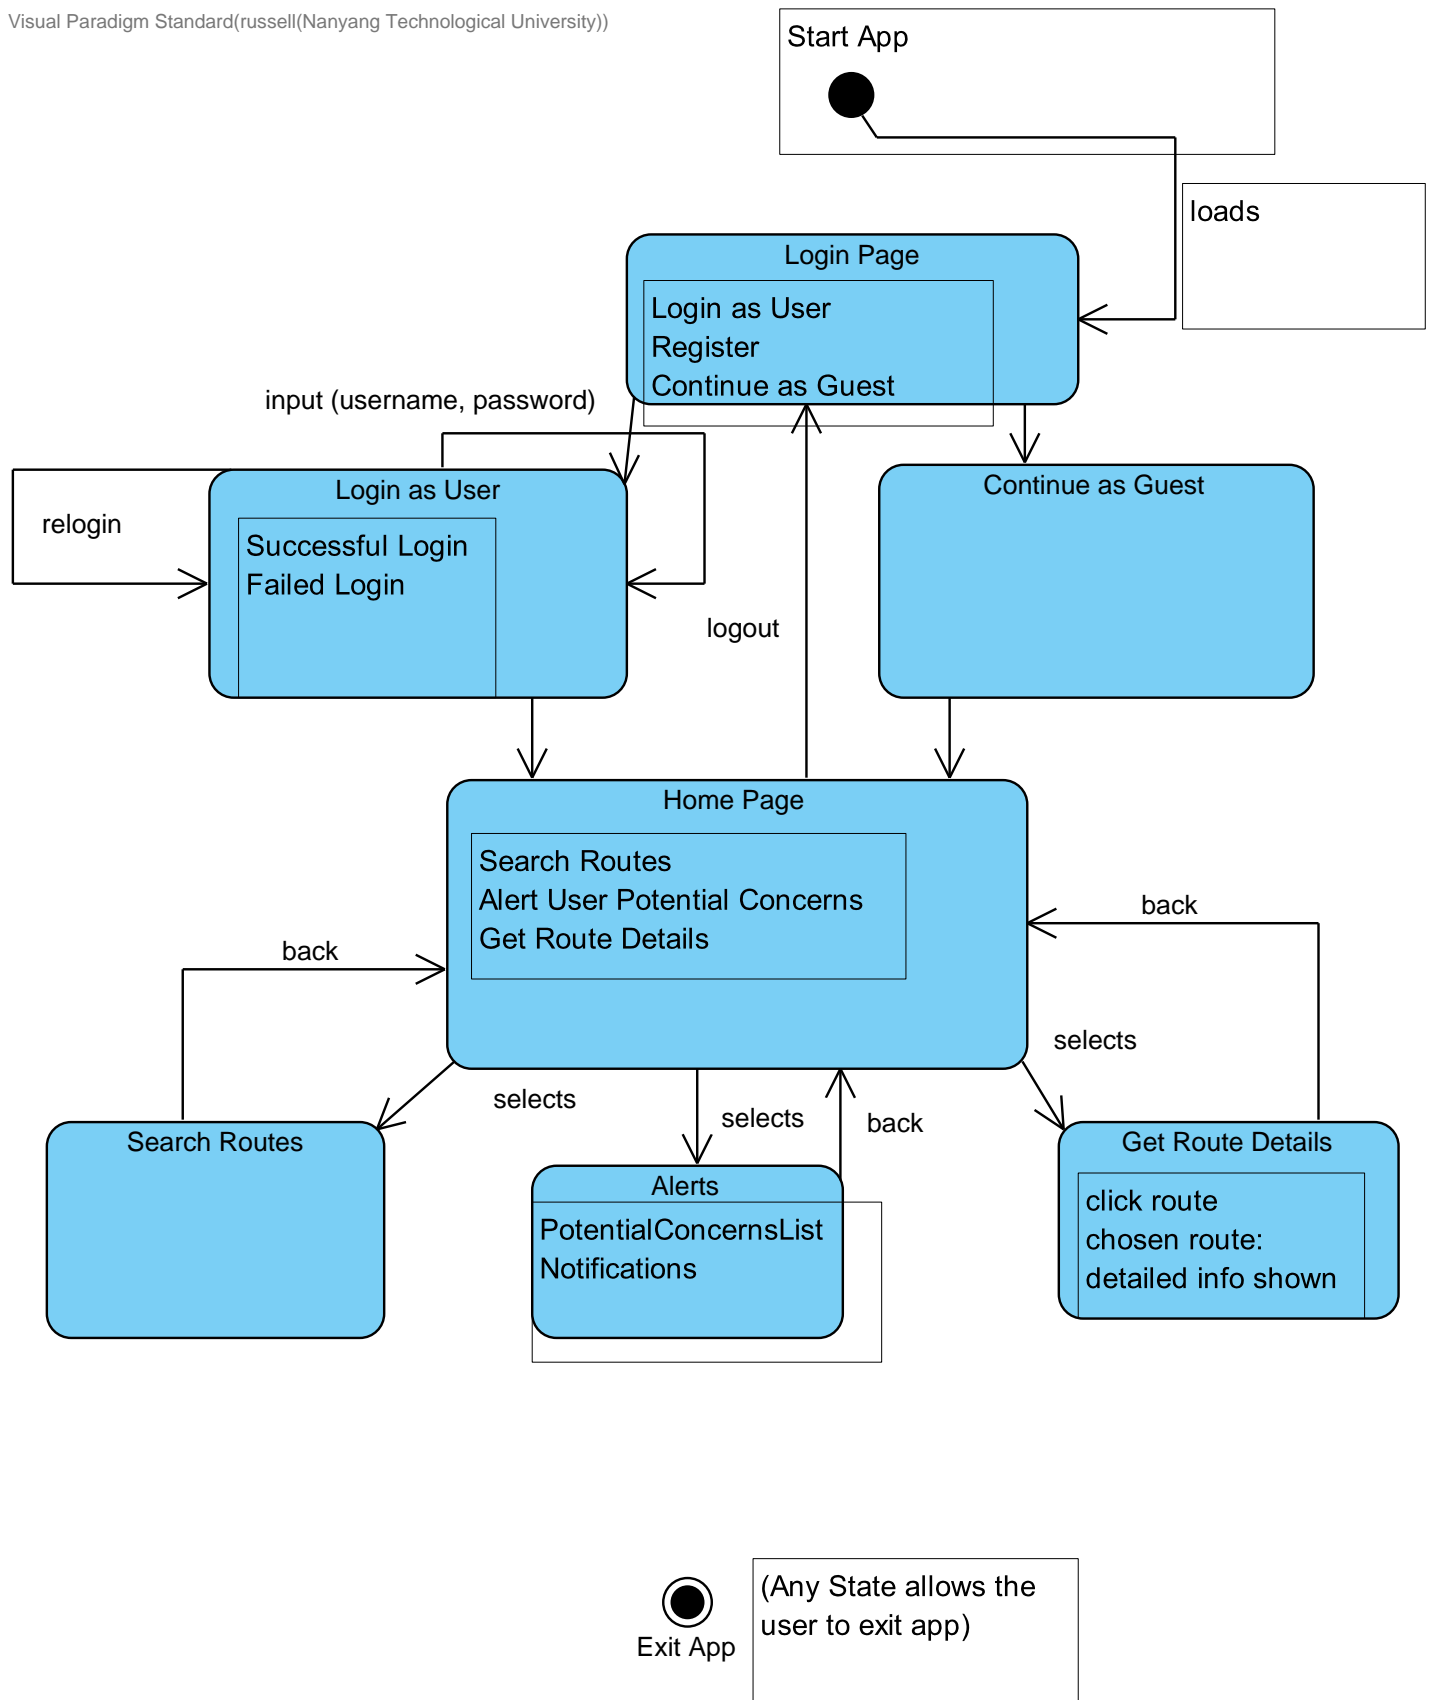 Visual Paradigm Standard(russell(Nanyang Technological University))
Start App
loads
Login Page
Login as User
Register
Continue as Guest
input (username, password)
relogin
Login as User
Successful Login
Failed Login
Continue as Guest
logout
Home Page
Search Routes
Alert User Potential Concerns
Get Route Details
back
back
selects
selects
selects
back
Search Routes
Alerts
PotentialConcernsList
Notifications
Get Route Details
click route
chosen route:
detailed info shown
Exit App
(Any State allows the
user to exit app)